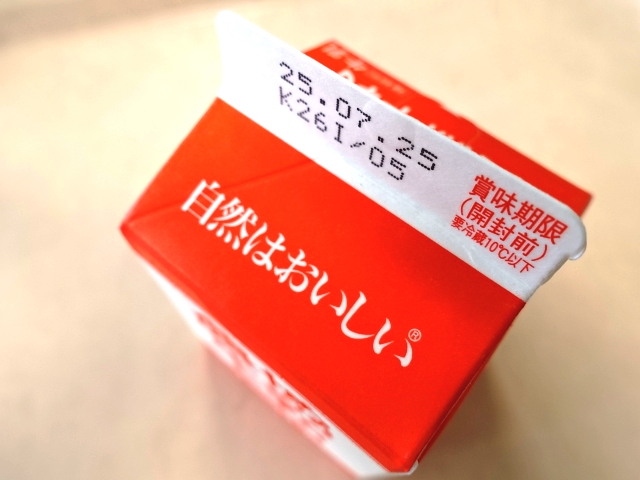 25.07.25
K26I/05
賞味期限
(開封前)
要冷蔵10℃以下
自然はおいしい®